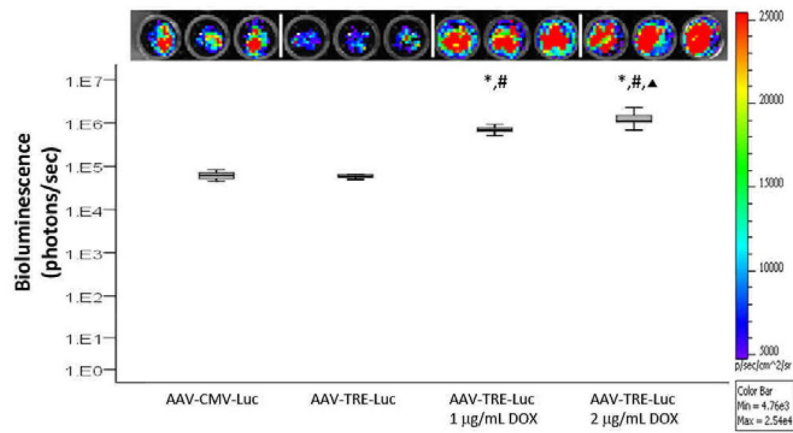 25000
20000
15000
10000
5000
p/sec/cm^2/sr
Color Bar
Min = 4.76e3
Max = 2.54e4
Bioluminescence
(photons/sec)
1.E7
1.E6
1.E5
1.E4
1.E3
1.E2
1.E1
1.E0
*,#
*,#,▲
AAV-CMV-Luc
AAV-TRE-Luc
AAV-TRE-Luc
1 µg/mL DOX
AAV-TRE-Luc
2 µg/mL DOX